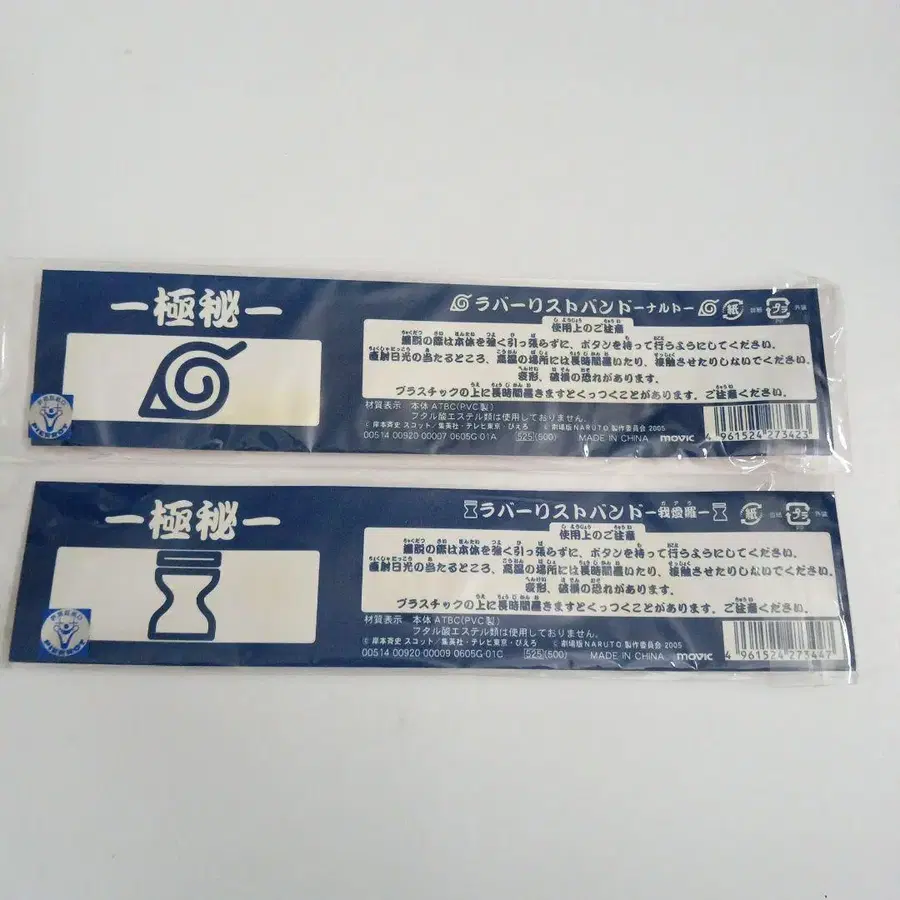 ー極秘ー
ラバーリストバンドーナルトー
紙
プラ
外袋
使用上のご注意
着脱の際は本体を強く引っ張らずに、ボタンを持って行うようにしてください。
直射日光の当たるところ、高温の場所には長時間置いたり、接触させたりしないでください。
変形、破損の恐れがあります。
プラスチックの上に長時間置きますとくっつくことがあります。ご注意ください。
材質表示 本体 ATBC(PVC製)
フタル酸エステル類は使用しておりません。
© 岸本斉史 スコット／集英社・テレビ東京・ぴえろ © 劇場版NARUTO製作委員会 2005
00514 00920 00007 0605G 01A 525(500) MADE IN CHINA movic
4 961524 273423
ー極秘ー
ラバーリストバンドー我愛羅ー
ガアラ
紙
プラ
外袋
使用上のご注意
着脱の際は本体を強く引っ張らずに、ボタンを持って行うようにしてください。
直射日光の当たるところ、高温の場所には長時間置いたり、接触させたりしないでください。
変形、破損の恐れがあります。
プラスチックの上に長時間置きますとくっつくことがあります。ご注意ください。
材質表示 本体 ATBC(PVC製)
フタル酸エステル類は使用しておりません。
© 岸本斉史 スコット／集英社・テレビ東京・ぴえろ © 劇場版NARUTO製作委員会 2005
00514 00920 00009 0605G 01C 525(500) MADE IN CHINA movic
4 961524 273447